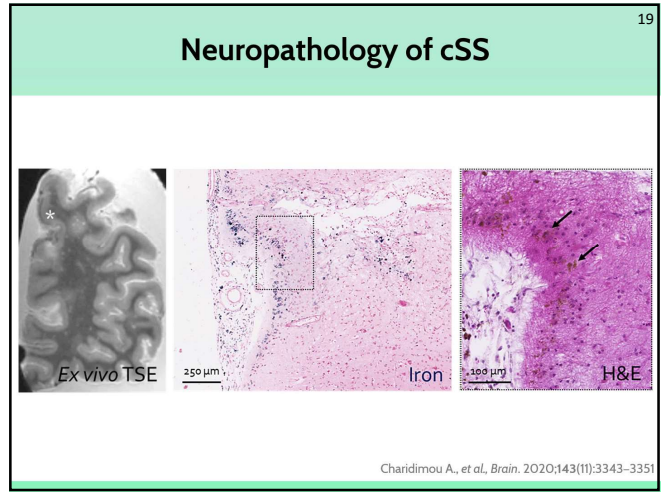 19
Neuropathology of cSS
*
Ex vivo TSE
250 µm
Iron
100 µm
H&E
Charidimou A., et al., Brain. 2020;143(11):3343–3351